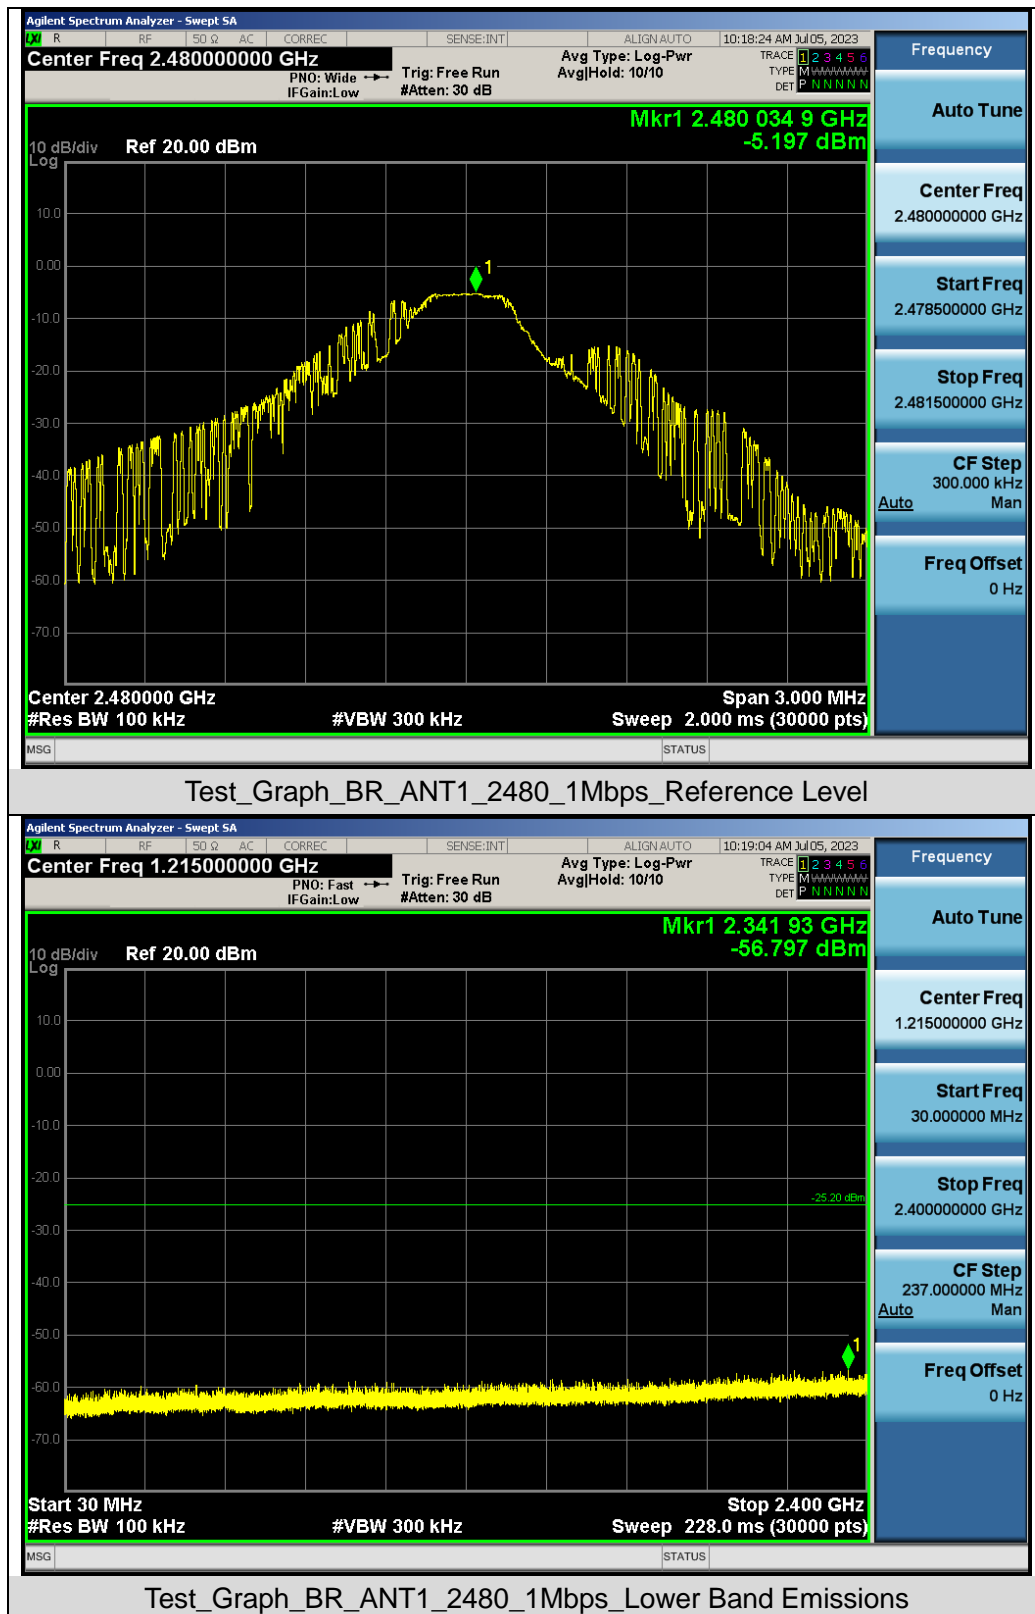 Agilent Spectrum Analyzer - Swept SA
LXI R RF 50 Ω AC CORREC SENSE:INT ALIGN AUTO 10:18:24 AM Jul 05, 2023
Center Freq 2.480000000 GHz
PNO: Wide
IFGain:Low
Trig: Free Run
#Atten: 30 dB
Avg Type: Log-Pwr
Avg|Hold: 10/10
TRACE 1 2 3 4 5 6
TYPE M
DET P N N N N N
Mkr1 2.480 034 9 GHz
-5.197 dBm
10 dB/div Ref 20.00 dBm
Log
10.0
0.00
1
-10.0
-20.0
-30.0
-40.0
-50.0
-60.0
-70.0
Center 2.480000 GHz Span 3.000 MHz
#Res BW 100 kHz #VBW 300 kHz Sweep 2.000 ms (30000 pts)
MSG STATUS
Frequency
Auto Tune
Center Freq
2.480000000 GHz
Start Freq
2.478500000 GHz
Stop Freq
2.481500000 GHz
CF Step
300.000 kHz
Auto Man
Freq Offset
0 Hz
Test_Graph_BR_ANT1_2480_1Mbps_Reference Level
Agilent Spectrum Analyzer - Swept SA
LXI R RF 50 Ω AC CORREC SENSE:INT ALIGN AUTO 10:19:04 AM Jul 05, 2023
Center Freq 1.215000000 GHz
PNO: Fast
IFGain:Low
Trig: Free Run
#Atten: 30 dB
Avg Type: Log-Pwr
Avg|Hold: 10/10
TRACE 1 2 3 4 5 6
TYPE M
DET P N N N N N
Mkr1 2.341 93 GHz
-56.797 dBm
10 dB/div Ref 20.00 dBm
Log
10.0
0.00
-10.0
-20.0
-25.20 dBm
-30.0
-40.0
-50.0
1
-60.0
-70.0
Start 30 MHz Stop 2.400 GHz
#Res BW 100 kHz #VBW 300 kHz Sweep 228.0 ms (30000 pts)
MSG STATUS
Frequency
Auto Tune
Center Freq
1.215000000 GHz
Start Freq
30.000000 MHz
Stop Freq
2.400000000 GHz
CF Step
237.000000 MHz
Auto Man
Freq Offset
0 Hz
Test_Graph_BR_ANT1_2480_1Mbps_Lower Band Emissions